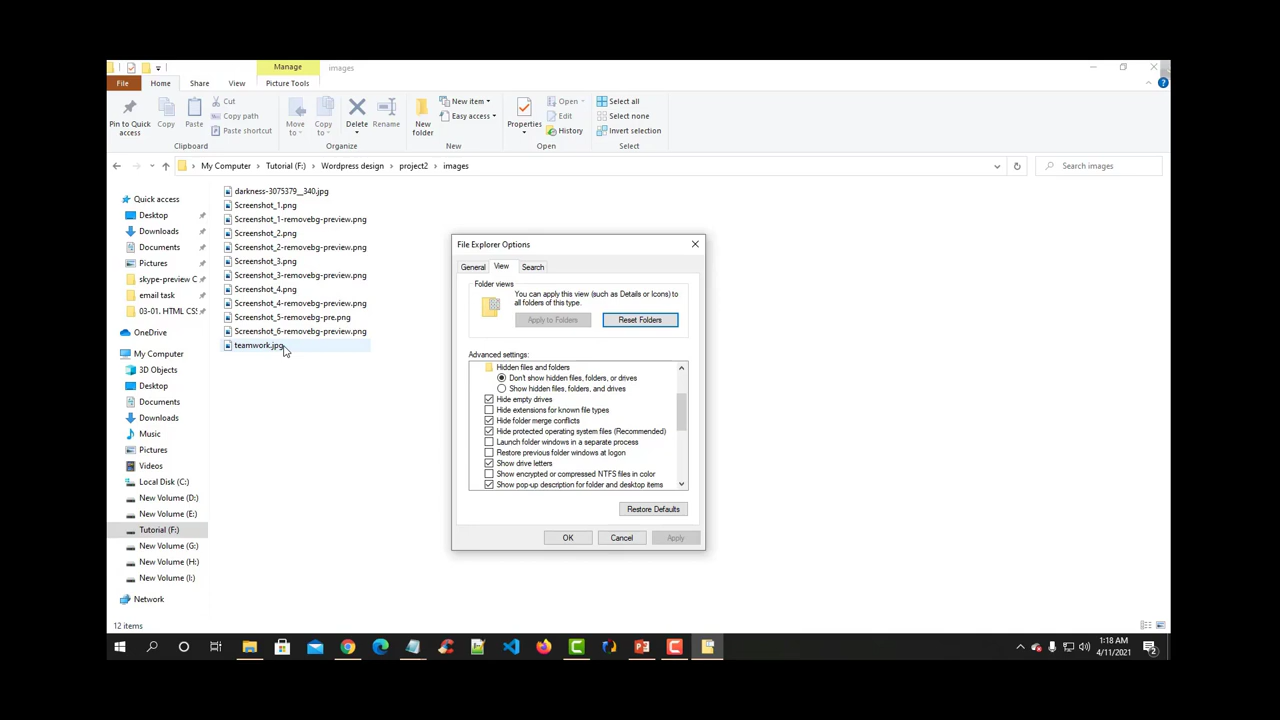 Manage
images
File
Home
Share
View
Picture Tools
Pin to Quick access
Copy
Paste
Cut
Copy path
Paste shortcut
Clipboard
Move to
Copy to
Delete
Rename
Organize
New folder
New item
Easy access
New
Properties
Open
Edit
History
Open
Select all
Select none
Invert selection
Select
My Computer
Tutorial (F:)
Wordpress design
project2
images
Search images
Quick access
Desktop
Downloads
Documents
Pictures
skype-preview C
email task
03-01. HTML CSS
OneDrive
My Computer
3D Objects
Desktop
Documents
Downloads
Music
Pictures
Videos
Local Disk (C:)
New Volume (D:)
New Volume (E:)
Tutorial (F:)
New Volume (G:)
New Volume (H:)
New Volume (I:)
Network
darkness-3075379__340.jpg
Screenshot_1.png
Screenshot_1-removebg-preview.png
Screenshot_2.png
Screenshot_2-removebg-preview.png
Screenshot_3.png
Screenshot_3-removebg-preview.png
Screenshot_4.png
Screenshot_4-removebg-preview.png
Screenshot_5-removebg-pre.png
Screenshot_6-removebg-preview.png
teamwork.jpg
File Explorer Options
General
View
Search
Folder views
You can apply this view (such as Details or Icons) to
all folders of this type.
Apply to Folders
Reset Folders
Advanced settings:
Hidden files and folders
Don't show hidden files, folders, or drives
Show hidden files, folders, and drives
Hide empty drives
Hide extensions for known file types
Hide folder merge conflicts
Hide protected operating system files (Recommended)
Launch folder windows in a separate process
Restore previous folder windows at logon
Show drive letters
Show encrypted or compressed NTFS files in color
Show pop-up description for folder and desktop items
Restore Defaults
OK
Cancel
Apply
12 items
1:18 AM
4/11/2021
2